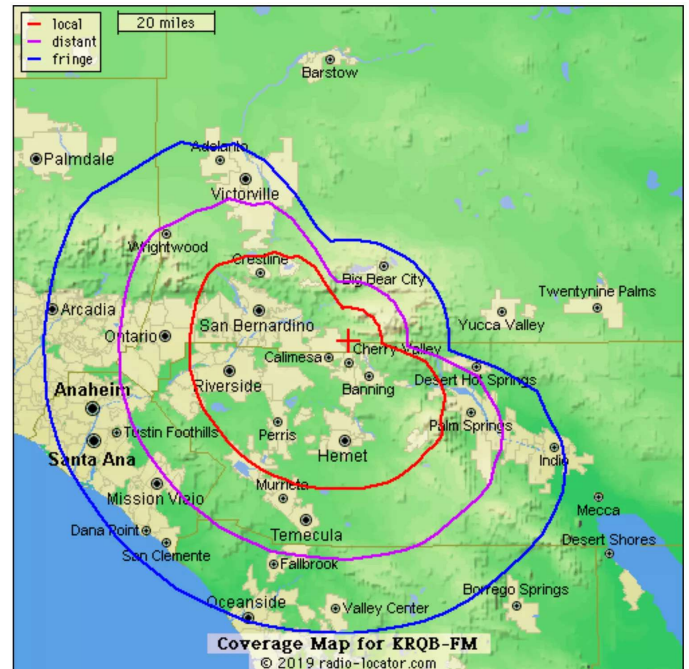 local
distant
fringe
20 miles
Barstow
Adelanto
Palmdale
Victorville
Wrightwood
Crestline
Big Bear City
Twentynine Palms
Arcadia
San Bernardino
Yucca Valley
Ontario
Cherry Valley
Calimesa
Riverside
Banning
Desert Hot Springs
Anaheim
Palm Springs
Tustin Foothills
Perris
Santa Ana
Hemet
Indio
Mission Viejo
Murrieta
Mecca
Temecula
Dana Point
San Clemente
Desert Shores
Fallbrook
Borrego Springs
Oceanside
Valley Center
Coverage Map for KRQB-FM
© 2019 radio-locator.com